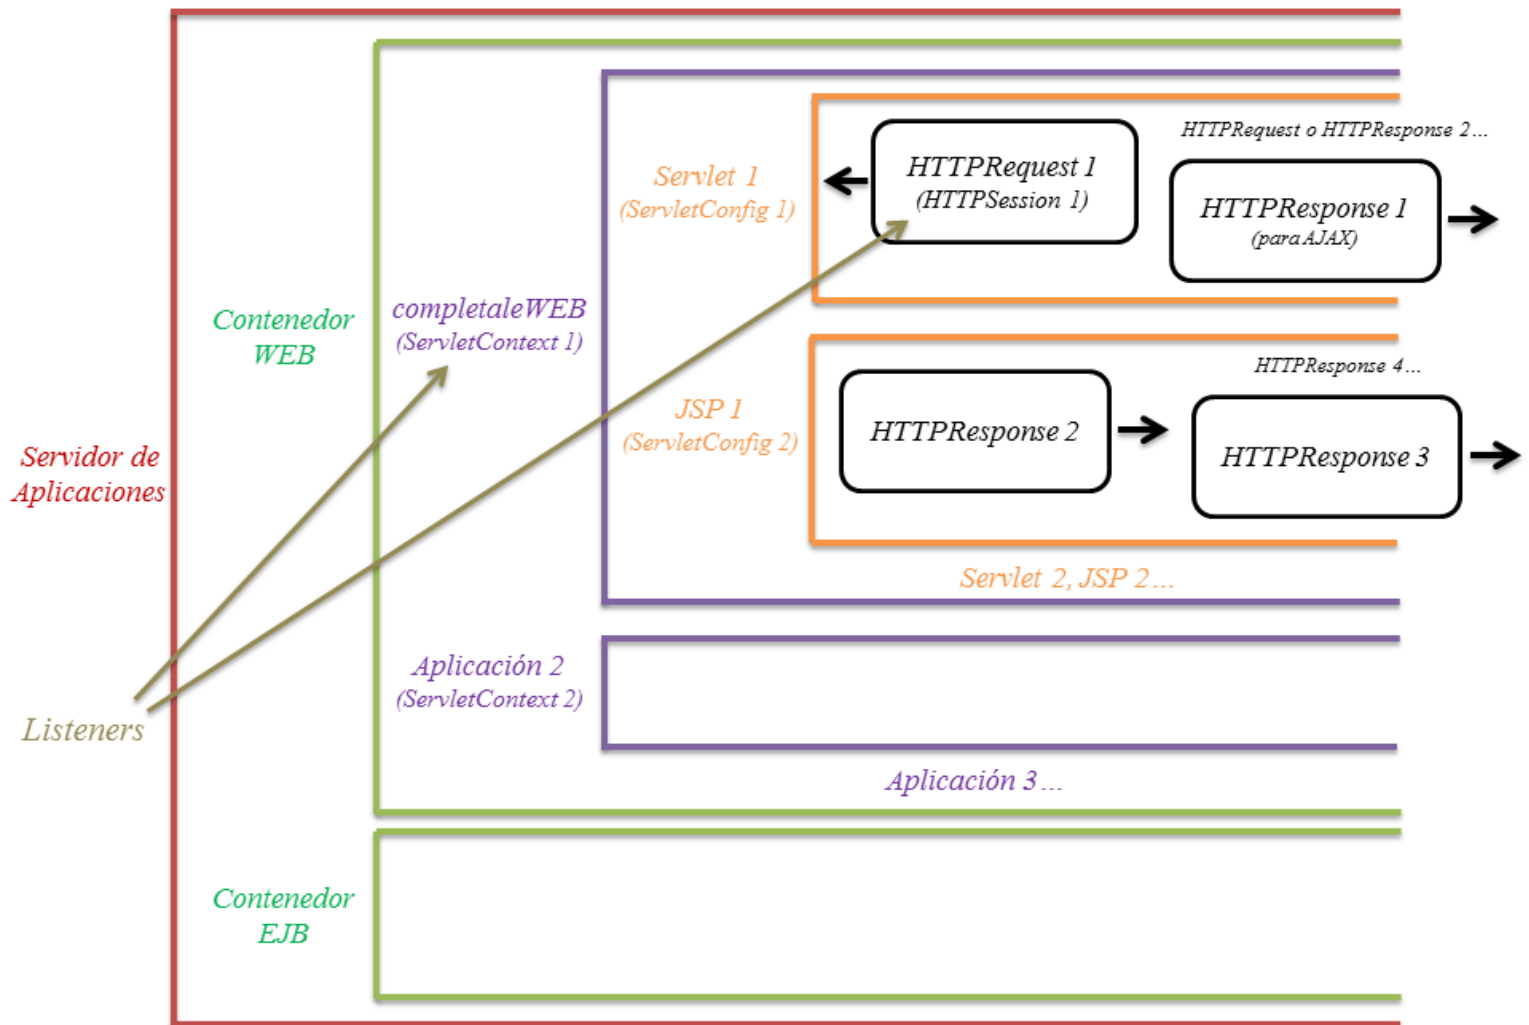 HTTPRequest o HTTPResponse 2...
HTTPRequest 1
(HTTPSession 1)
Servlet 1
(ServletConfig 1)
HTTPResponse 1
(para AJAX)
completaleWEB
(ServletContext 1)
Contenedor
WEB
HTTPResponse 4...
JSP 1
(ServletConfig 2)
HTTPResponse 2
HTTPResponse 3
Servidor de
Aplicaciones
Servlet 2, JSP 2...
Aplicación 2
(ServletContext 2)
Listeners
Aplicación 3...
Contenedor
EJB